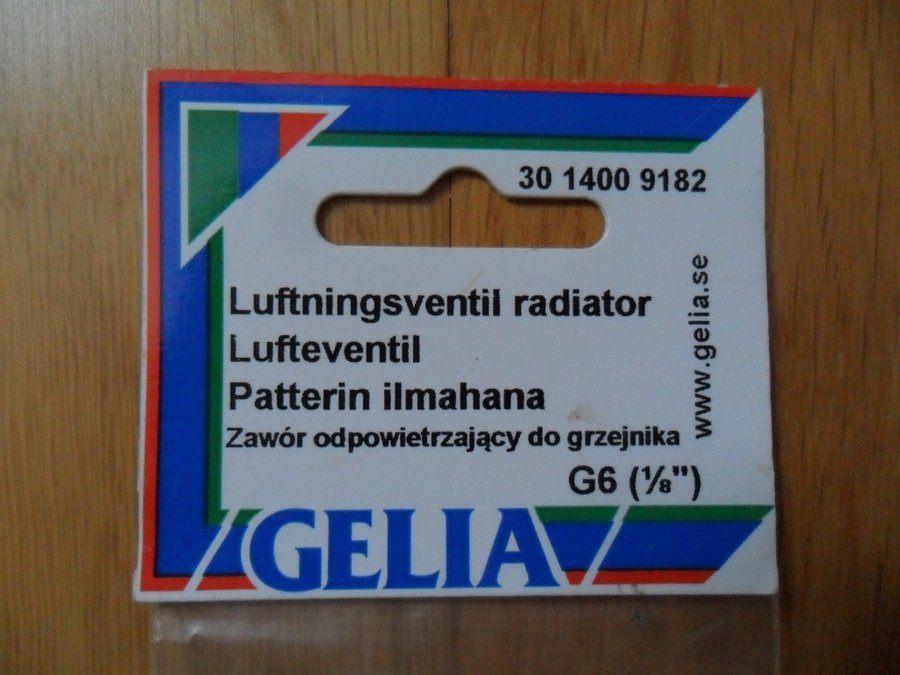 30 1400 9182
Luftningsventil radiator
Lufteventil
Patterin ilmahana
Zawór odpowietrzający do grzejnika
G6 (⅛")
www.gelia.se
GELIA